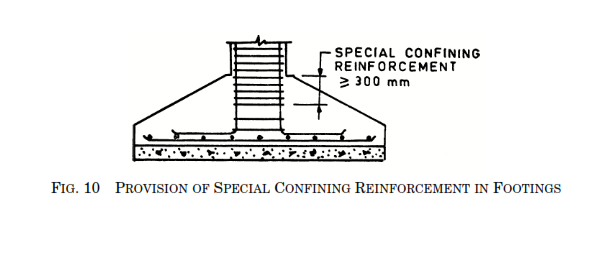 SPECIAL CONFINING
REINFORCEMENT
≥ 300 mm
FIG. 10 PROVISION OF SPECIAL CONFINING REINFORCEMENT IN FOOTINGS